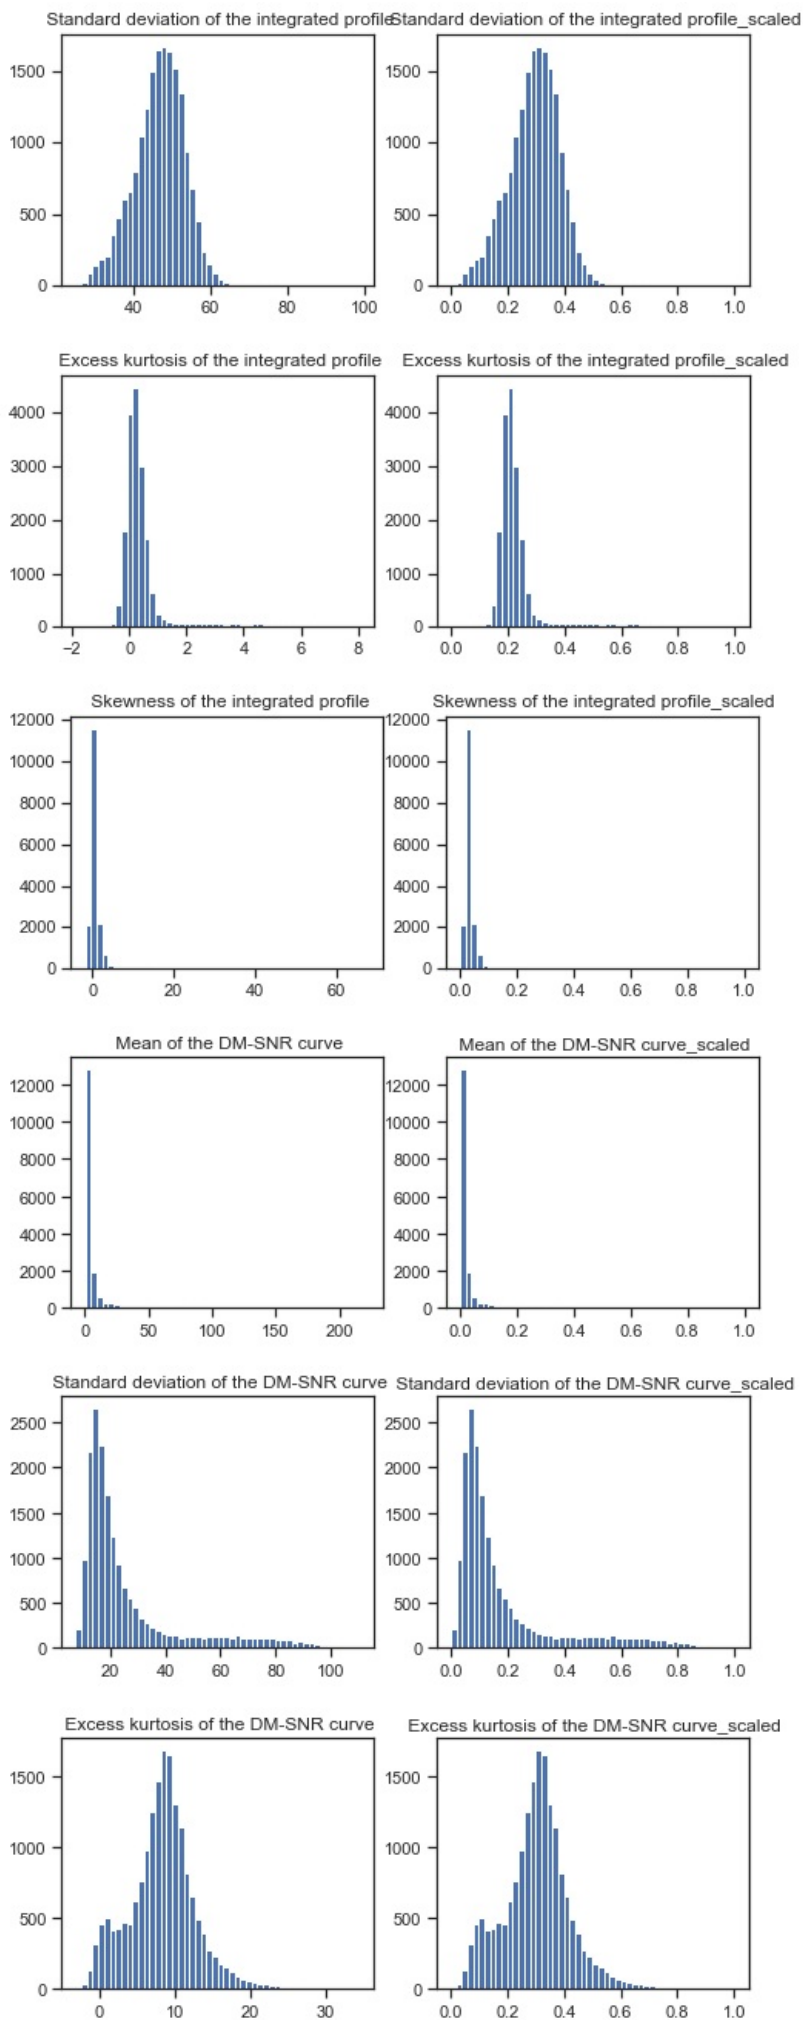 Standard deviation of the integrated profile Standard deviation of the integrated profile_scaled
1500 1500
1000 1000
500 500
0 0
40 60 80 100 0.0 0.2 0.4 0.6 0.8 1.0
Excess kurtosis of the integrated profile Excess kurtosis of the integrated profile_scaled
4000 4000
3000 3000
2000 2000
1000 1000
0 0
−2 0 2 4 6 8 0.0 0.2 0.4 0.6 0.8 1.0
Skewness of the integrated profile Skewness of the integrated profile_scaled
12000 12000
10000 10000
8000 8000
6000 6000
4000 4000
2000 2000
0 0
0 20 40 60 0.0 0.2 0.4 0.6 0.8 1.0
Mean of the DM-SNR curve Mean of the DM-SNR curve_scaled
12000 12000
10000 10000
8000 8000
6000 6000
4000 4000
2000 2000
0 0
0 50 100 150 200 0.0 0.2 0.4 0.6 0.8 1.0
Standard deviation of the DM-SNR curve Standard deviation of the DM-SNR curve_scaled
2500 2500
2000 2000
1500 1500
1000 1000
500 500
0 0
20 40 60 80 100 0.0 0.2 0.4 0.6 0.8 1.0
Excess kurtosis of the DM-SNR curve Excess kurtosis of the DM-SNR curve_scaled
1500 1500
1000 1000
500 500
0 0
0 10 20 30 0.0 0.2 0.4 0.6 0.8 1.0